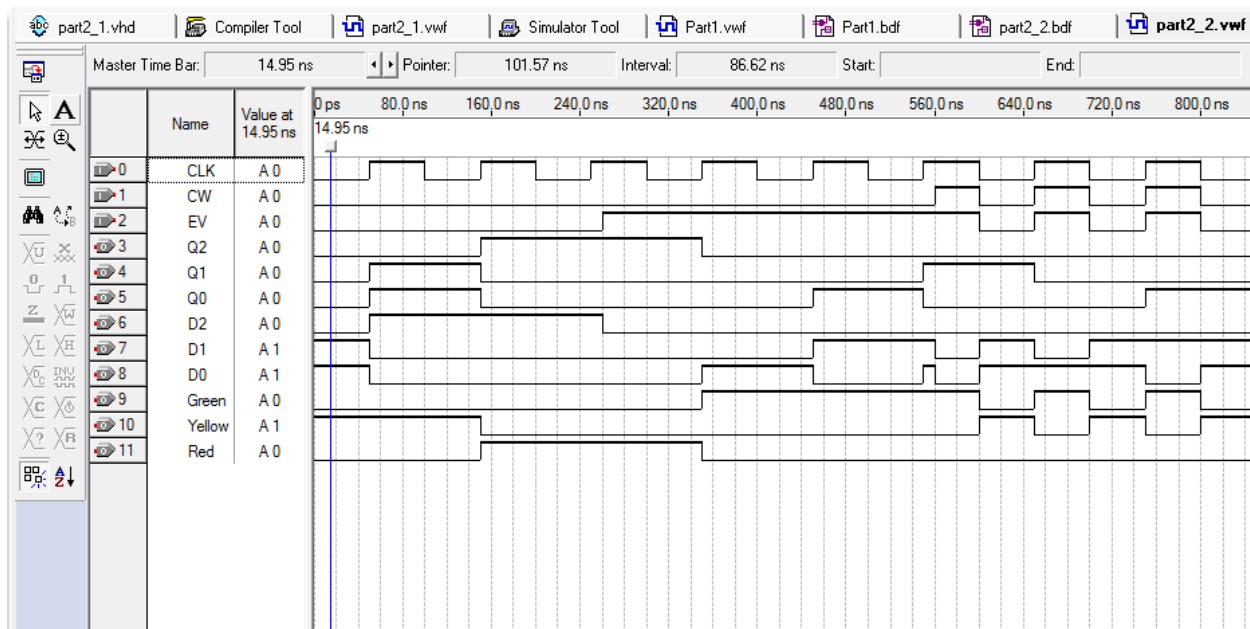 part2_1.vhd Compiler Tool part2_1.vwf Simulator Tool Part1.vwf Part1.bdf part2_2.bdf part2_2.vwf
Master Time Bar: 14.95 ns Pointer: 101.57 ns Interval: 86.62 ns Start: End:
Name Value at 14.95 ns
0 ps 80.0 ns 160.0 ns 240.0 ns 320.0 ns 400.0 ns 480.0 ns 560.0 ns 640.0 ns 720.0 ns 800.0 ns
14.95 ns
0 CLK A 0
1 CW A 0
2 EV A 0
3 Q2 A 0
4 Q1 A 0
5 Q0 A 0
6 D2 A 0
7 D1 A 1
8 D0 A 1
9 Green A 0
10 Yellow A 1
11 Red A 0